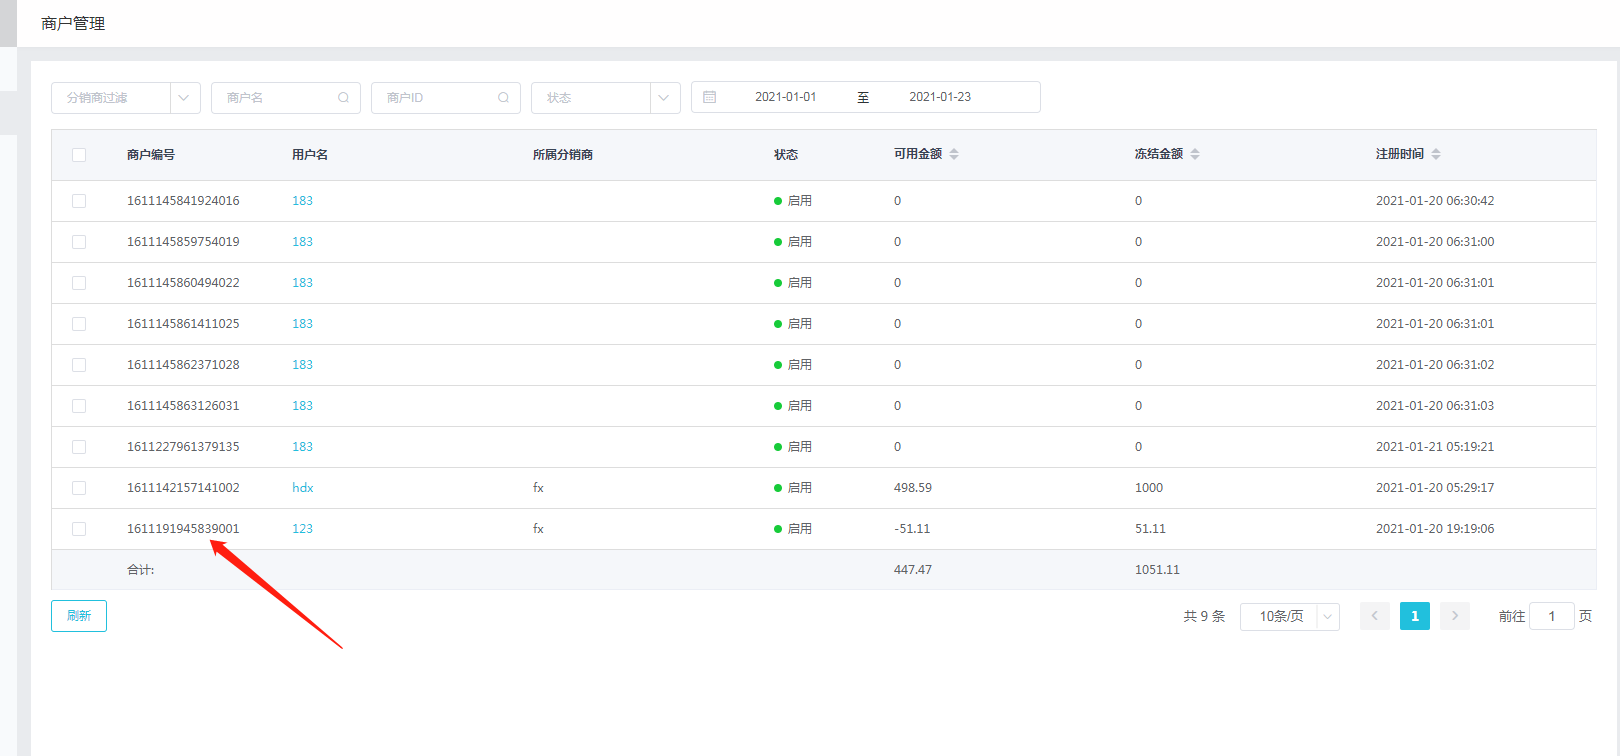 商户管理
分销商过滤 商户名 商户ID 状态 2021-01-01 至 2021-01-23
商户编号 用户名 所属分销商 状态 可用金额 冻结金额 注册时间
1611145841924016 183 启用 0 0 2021-01-20 06:30:42
1611145859754019 183 启用 0 0 2021-01-20 06:31:00
1611145860494022 183 启用 0 0 2021-01-20 06:31:01
1611145861411025 183 启用 0 0 2021-01-20 06:31:01
1611145862371028 183 启用 0 0 2021-01-20 06:31:02
1611145863126031 183 启用 0 0 2021-01-20 06:31:03
1611227961379135 183 启用 0 0 2021-01-21 05:19:21
1611142157141002 hdx fx 启用 498.59 1000 2021-01-20 05:29:17
1611191945839001 123 fx 启用 -51.11 51.11 2021-01-20 19:19:06
合计: 447.47 1051.11
刷新 共 9 条 10条/页 1 前往 1 页